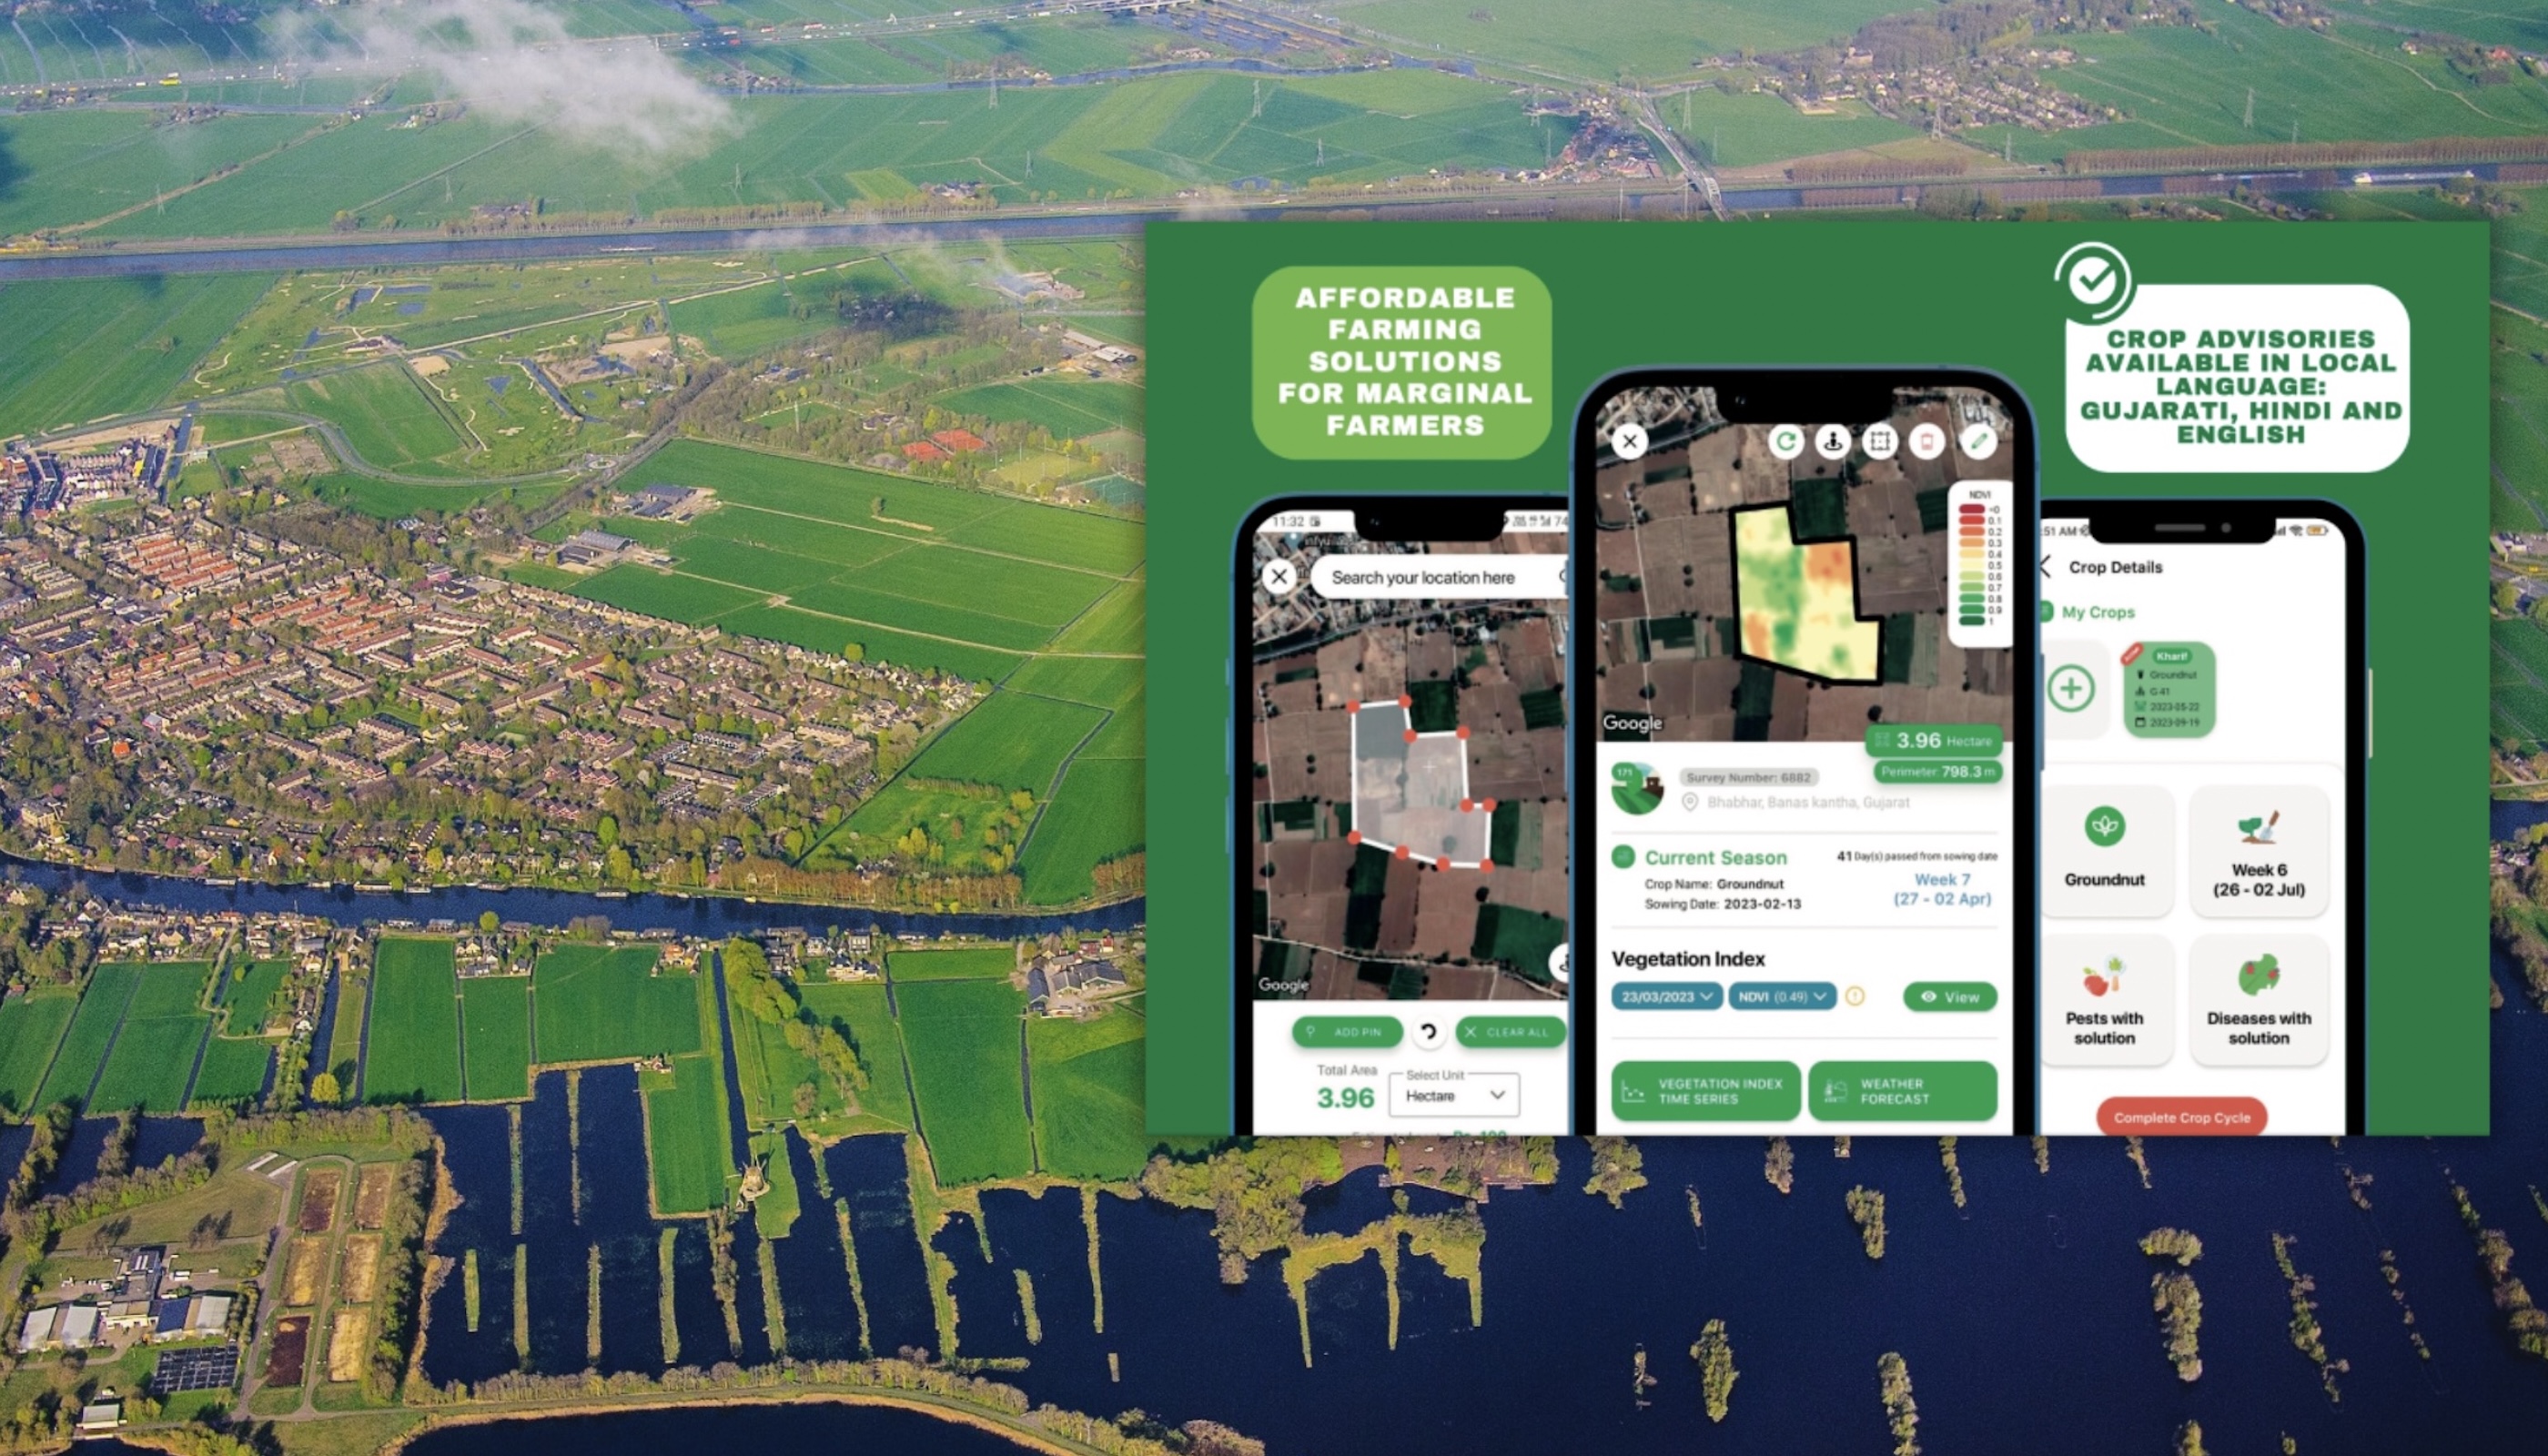 AFFORDABLE
FARMING
SOLUTIONS
FOR MARGINAL
FARMERS
CROP ADVISORIES
AVAILABLE IN LOCAL
LANGUAGE:
GUJARATI, HINDI AND
ENGLISH
11:32
Search your location here
Google
ADD PIN
CLEAR ALL
Total Area
3.96
Select Unit
Hectare
NDVI
<0
0.1
0.2
0.3
0.4
0.5
0.6
0.7
0.8
0.9
1
Google
3.96 Hectare
Perimeter: 798.3 m
171
Survey Number: 6882
Bhabhar, Banas kantha, Gujarat
Current Season
41 Day(s) passed from sowing date
Crop Name: Groundnut
Sowing Date: 2023-02-13
Week 7
(27 - 02 Apr)
Vegetation Index
23/03/2023
NDVI (0.49)
View
VEGETATION INDEX
TIME SERIES
WEATHER
FORECAST
:51 AM
Crop Details
My Crops
Kharif
Groundnut
G 41
2023-05-22
2023-09-19
Groundnut
Week 6
(26 - 02 Jul)
Pests with
solution
Diseases with
solution
Complete Crop Cycle